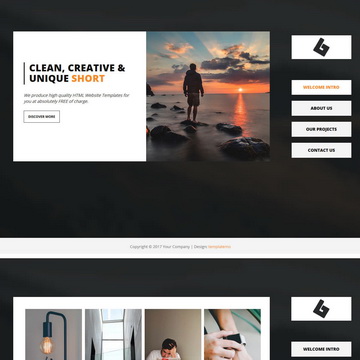 CLEAN, CREATIVE &
UNIQUE SHORT
We produce high quality HTML Website Templates for
you at absolutely FREE of charge.
DISCOVER MORE
WELCOME INTRO
ABOUT US
OUR PROJECTS
CONTACT US
Copyright © 2017 Your Company | Design: templatemo
WELCOME INTRO